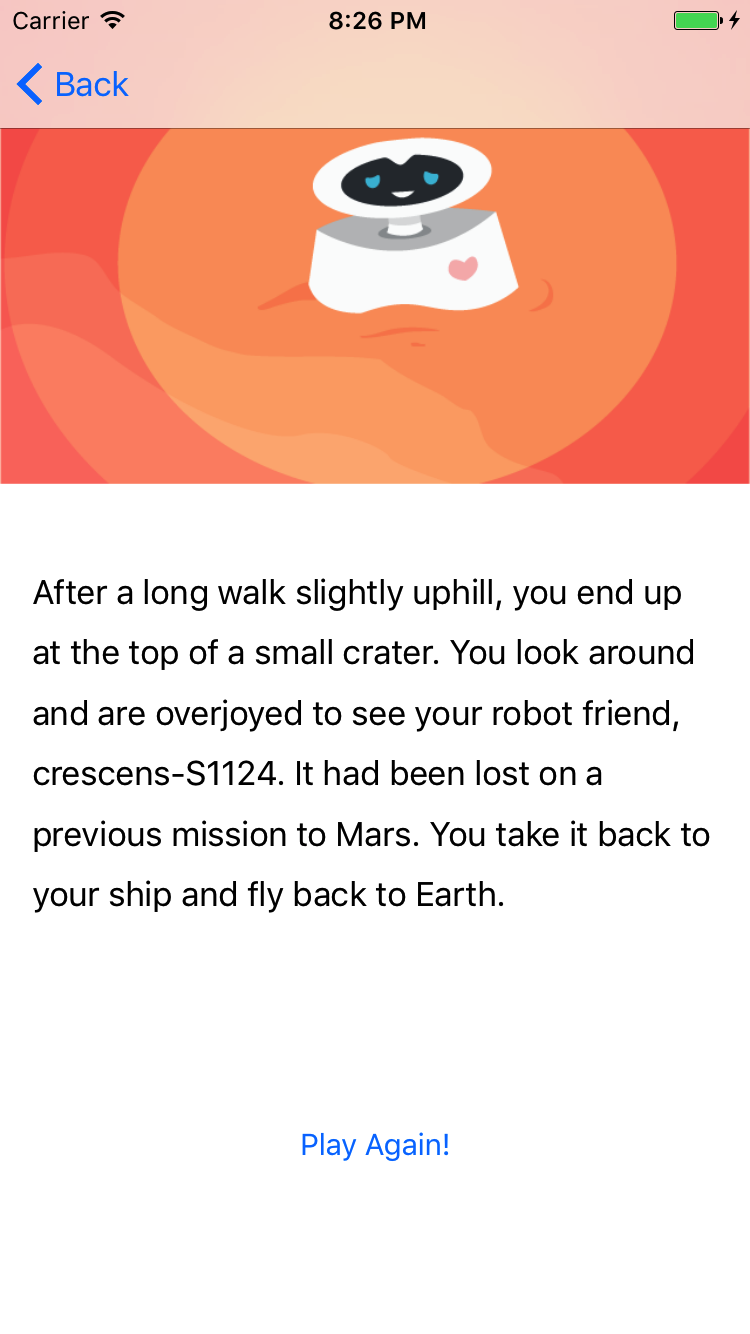 Carrier 8:26 PM
Back
After a long walk slightly uphill, you end up
at the top of a small crater. You look around
and are overjoyed to see your robot friend,
crescens-S1124. It had been lost on a
previous mission to Mars. You take it back to
your ship and fly back to Earth.
Play Again!